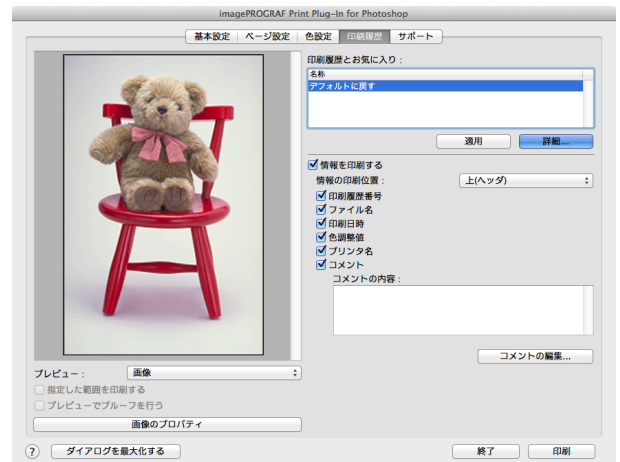 imagePROGRAF Print Plug-In for Photoshop
基本設定 ページ設定 色設定 印刷履歴 サポート
印刷履歴とお気に入り：
名称
デフォルトに戻す
適用 詳細...
情報を印刷する
情報の印刷位置： 上(ヘッダ)
印刷履歴番号
ファイル名
印刷日時
色調整値
プリンタ名
コメント
コメントの内容：
コメントの編集...
プレビュー： 画像
指定した範囲を印刷する
プレビューでプルーフを行う
画像のプロパティ
? ダイアログを最大化する 終了 印刷